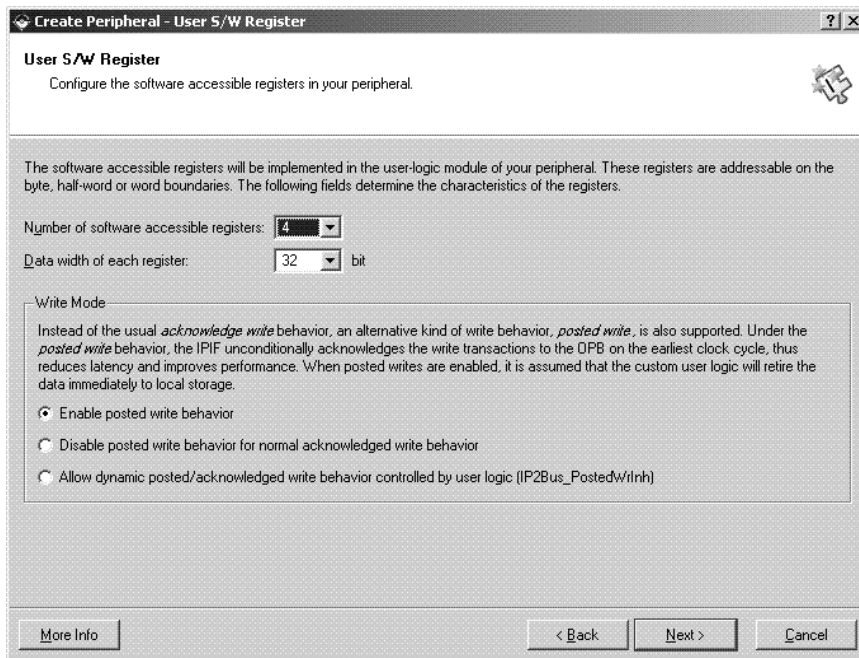 Create Peripheral - User S/W Register
User S/W Register
Configure the software accessible registers in your peripheral.
The software accessible registers will be implemented in the user-logic module of your peripheral. These registers are addressable on the
byte, half-word or word boundaries. The following fields determine the characteristics of the registers.
Number of software accessible registers: 4
Data width of each register: 32 bit
Write Mode
Instead of the usual acknowledge write behavior, an alternative kind of write behavior, posted write, is also supported. Under the
posted write behavior, the IPIF unconditionally acknowledges the write transactions to the OPB on the earliest clock cycle, thus
reduces latency and improves performance. When posted writes are enabled, it is assumed that the custom user logic will retire the
data immediately to local storage.
Enable posted write behavior
Disable posted write behavior for normal acknowledged write behavior
Allow dynamic posted/acknowledged write behavior controlled by user logic (IP2Bus_PostedWrInh)
More Info
< Back
Next >
Cancel